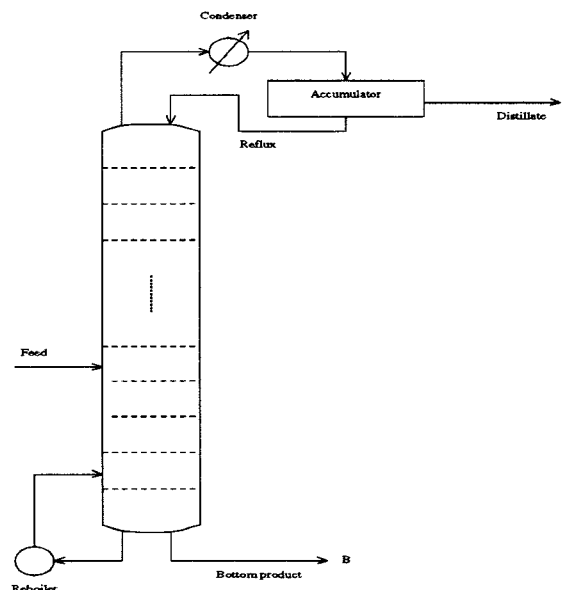 Condenser
Accumulator
Distillate
Reflux
Feed
B
Bottom product
Reboiler